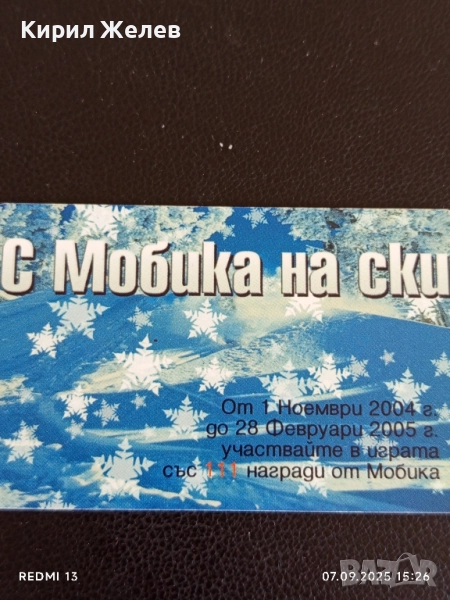 Кирил Желев
С Мобика на ски
От 1 Ноември 2004 г.
до 28 Февруари 2005 г.
участвайте в играта
със 111 награди от Мобика
BAZAR
REDMI 13
07.09.2025 15:26